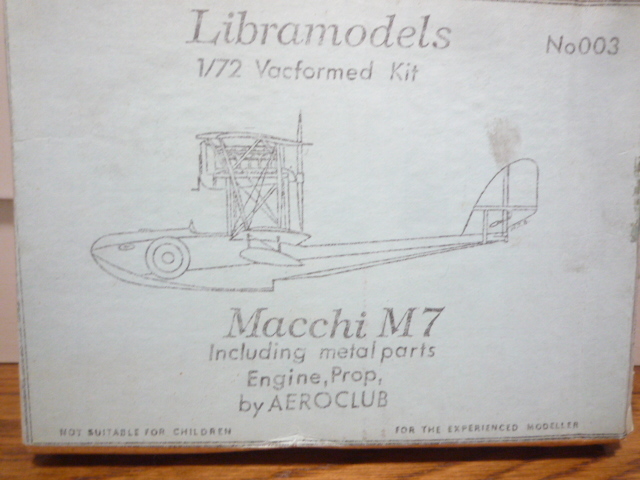 Libramodels
No003
1/72 Vacformed Kit
Macchi M7
Including metal parts
Engine, Prop,
by AEROCLUB
NOT SUITABLE FOR CHILDREN
FOR THE EXPERIENCED MODELLER